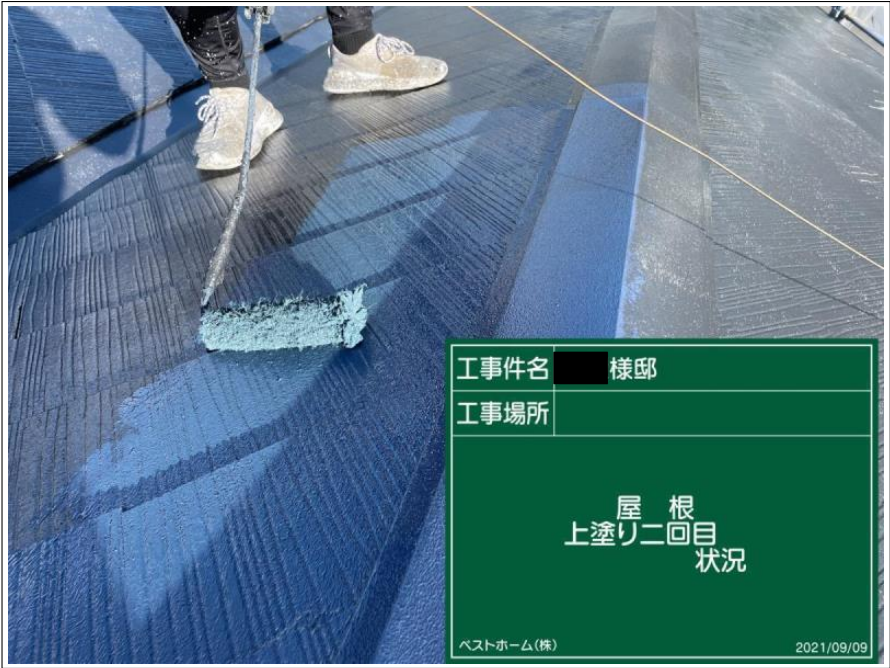 工事件名 様邸
工事場所
屋 根
上塗り二回目
状況
ベストホーム(株)
2021/09/09